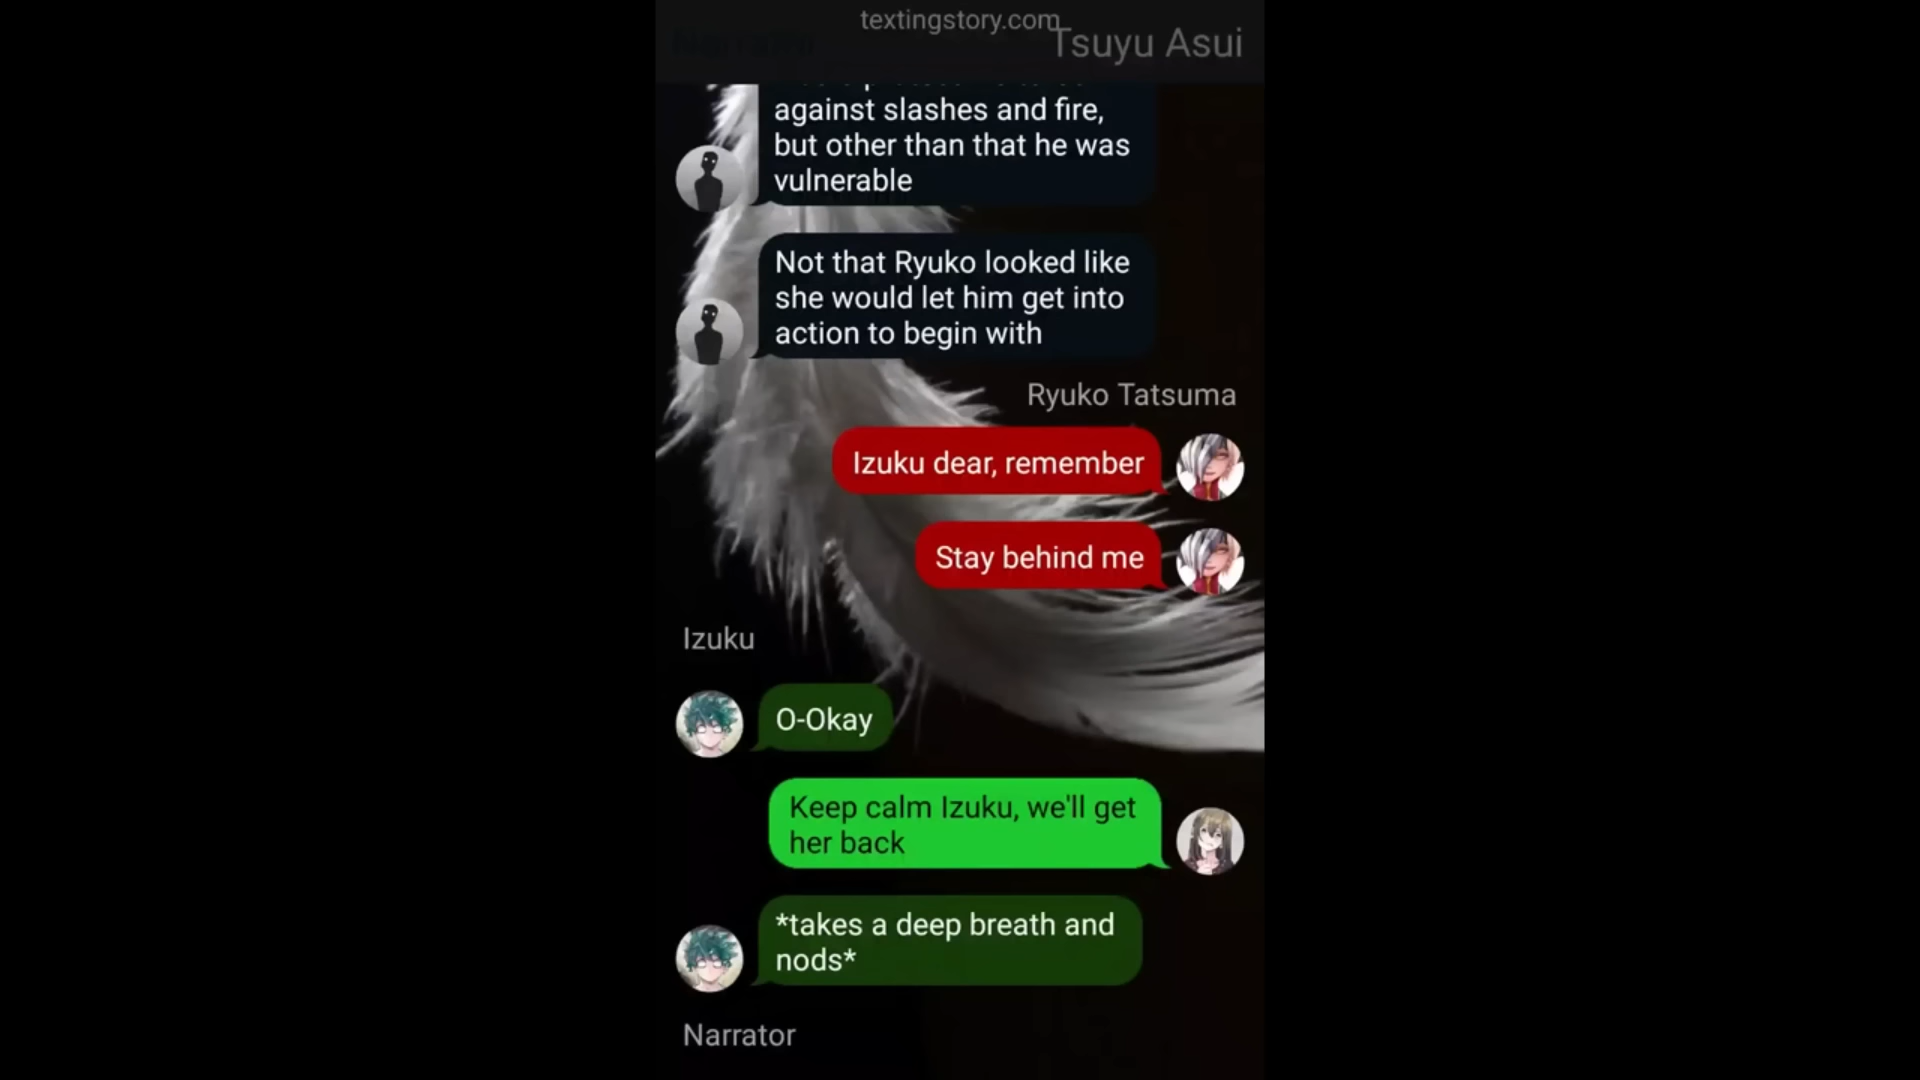 textingstory.com
Tsuyu Asui
against slashes and fire,
but other than that he was
vulnerable
Not that Ryuko looked like
she would let him get into
action to begin with
Ryuko Tatsuma
Izuku dear, remember
Stay behind me
Izuku
O-Okay
Keep calm Izuku, we'll get
her back
*takes a deep breath and
nods*
Narrator